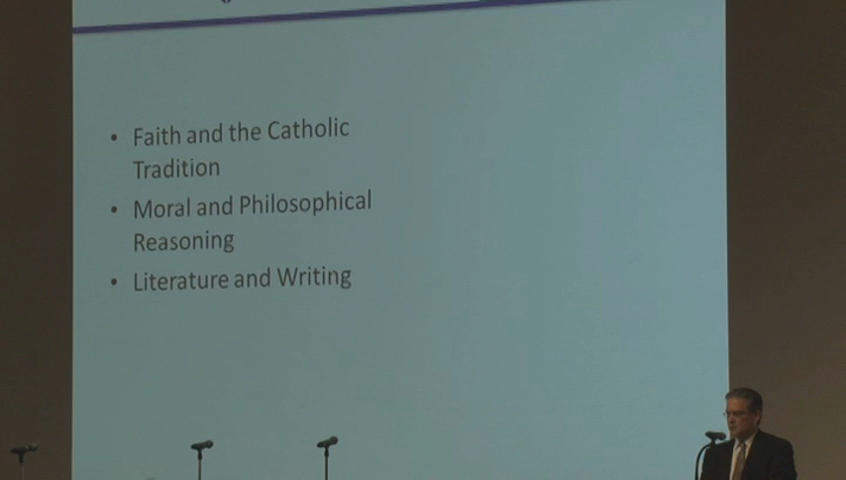 • Faith and the Catholic
Tradition
• Moral and Philosophical
Reasoning
• Literature and Writing